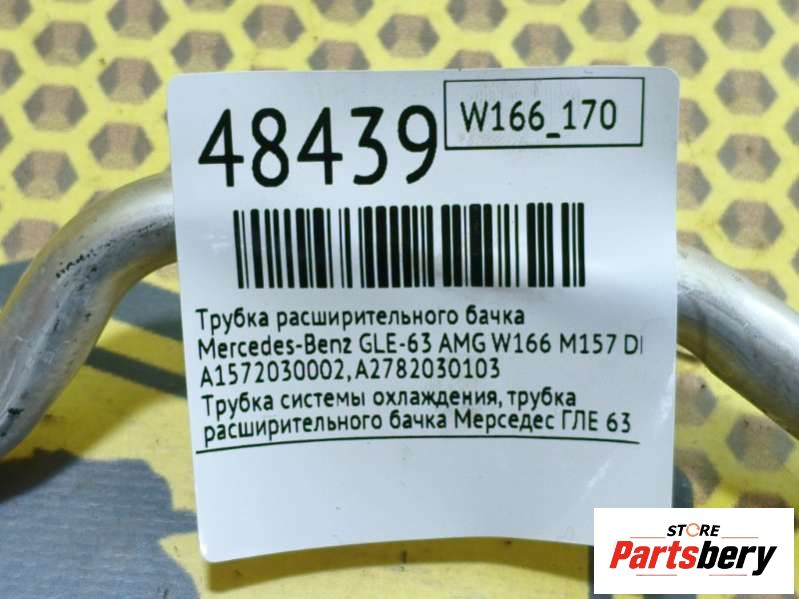 48439
W166_170
Трубка расширительного бачка
Mercedes-Benz GLE-63 AMG W166 M157 DI
A1572030002, A2782030103
Трубка системы охлаждения, трубка
расширительного бачка Мерседес ГЛЕ 63
STORE
Partsbery